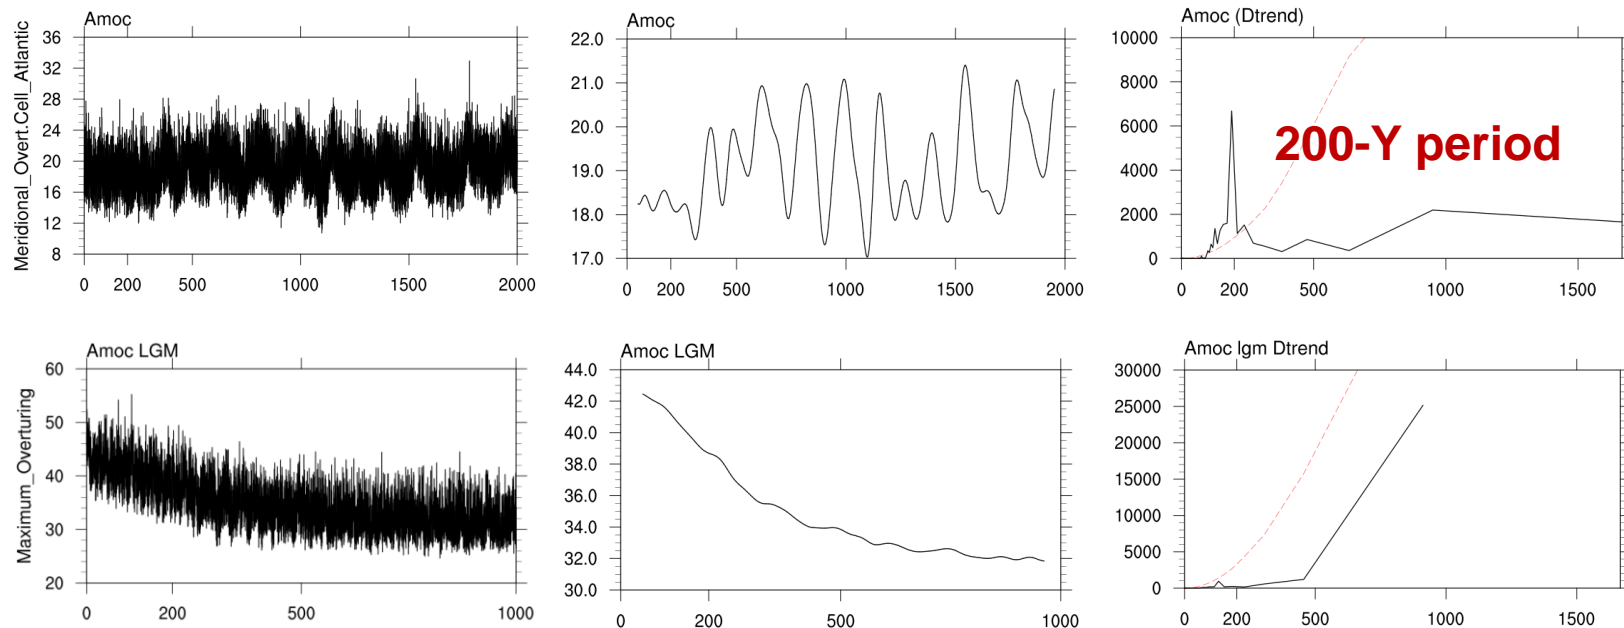 Amoc
Meridional_Overt.Cell_Atlantic
36
32
28
24
20
16
12
8
0 200 500 1000 1500 2000
Amoc
22.0
21.0
20.0
19.0
18.0
17.0
0 200 500 1000 1500 2000
Amoc (Dtrend)
10000
8000
6000
4000
2000
0
0 200 500 1000 1500
200-Y period
Amoc LGM
Maximum_Overturing
60
50
40
30
20
0 200 500 1000
Amoc LGM
44.0
42.0
40.0
38.0
36.0
34.0
32.0
30.0
0 200 500 1000
Amoc lgm Dtrend
30000
25000
20000
15000
10000
5000
0
0 200 500 1000 1500